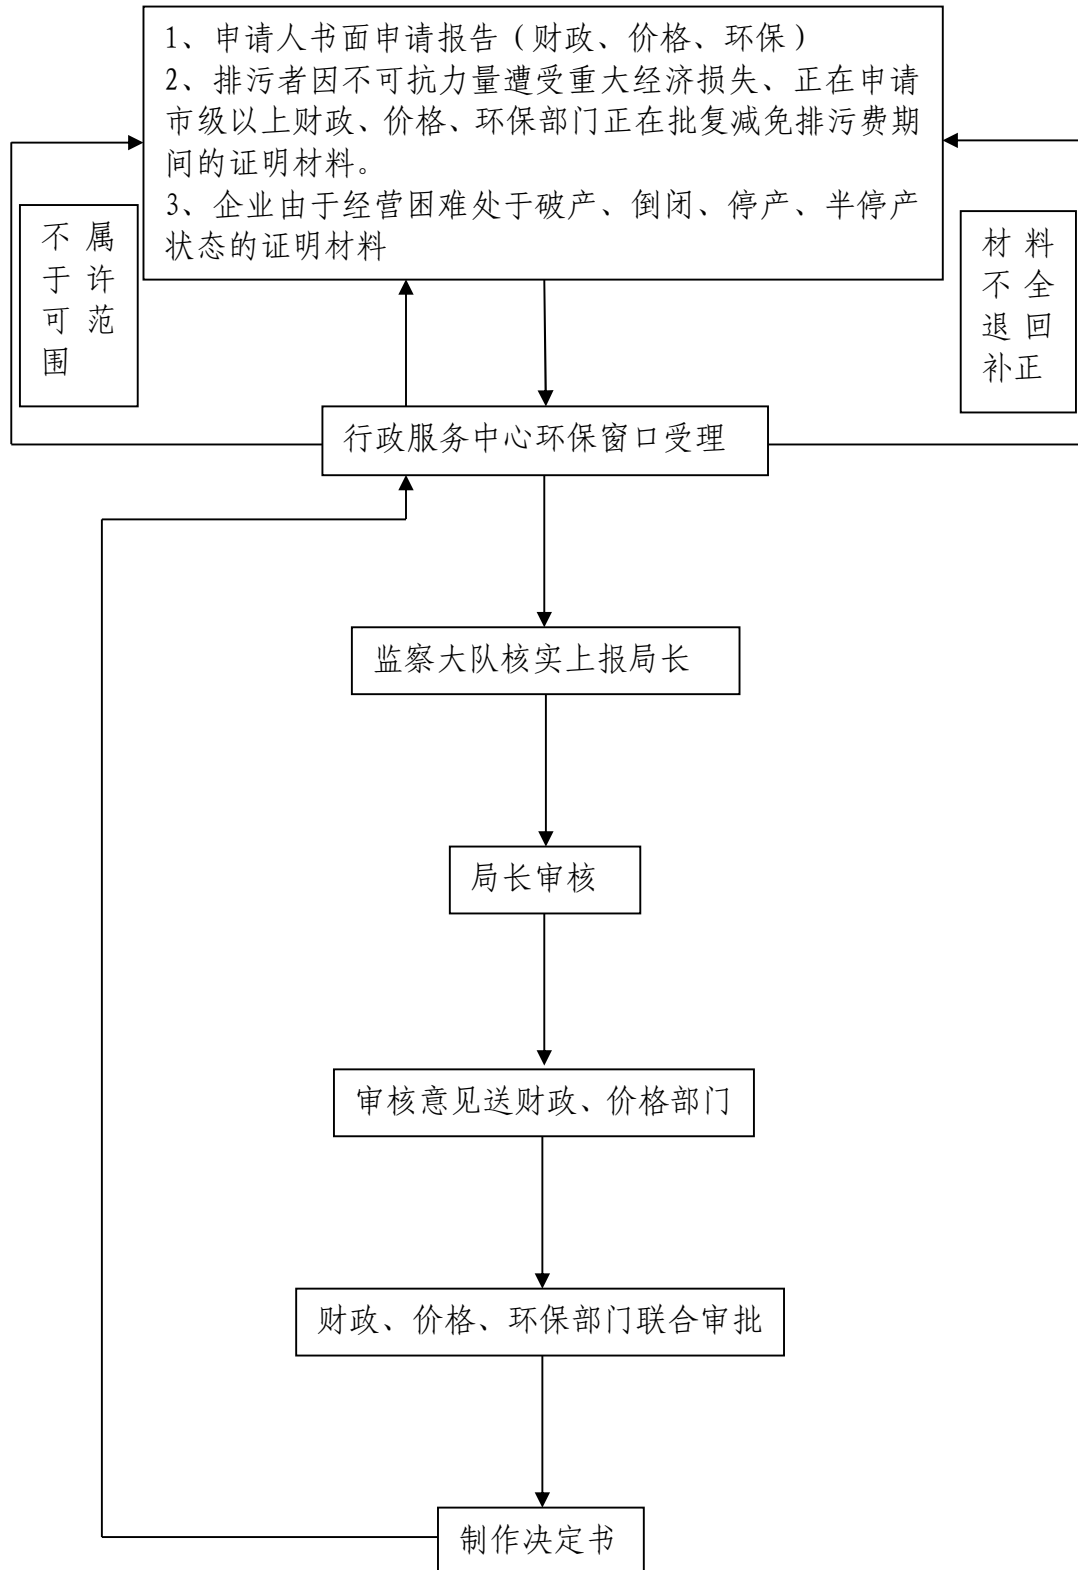 1、申请人书面申请报告（财政、价格、环保）
2、排污者因不可抗力量遭受重大经济损失、正在申请
市级以上财政、价格、环保部门正在批复减免排污费期
间的证明材料。
3、企业由于经营困难处于破产、倒闭、停产、半停产
状态的证明材料
不属
于许
可范
围
材料
不全
退回
补正
行政服务中心环保窗口受理
监察大队核实上报局长
局长审核
审核意见送财政、价格部门
财政、价格、环保部门联合审批
制作决定书